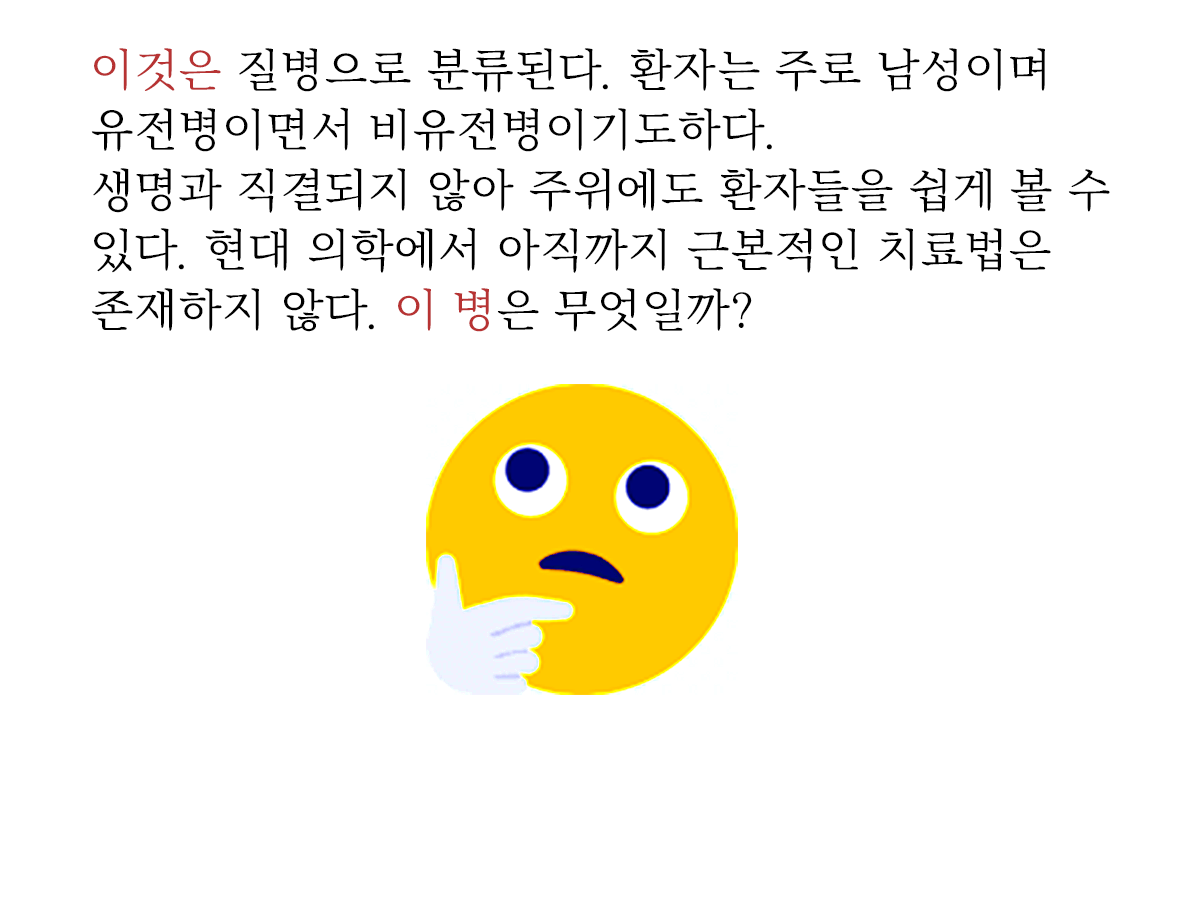 이것은 질병으로 분류된다. 환자는 주로 남성이며
유전병이면서 비유전병이기도하다.
생명과 직결되지 않아 주위에도 환자들을 쉽게 볼 수
있다. 현대 의학에서 아직까지 근본적인 치료법은
존재하지 않다. 이 병은 무엇일까?